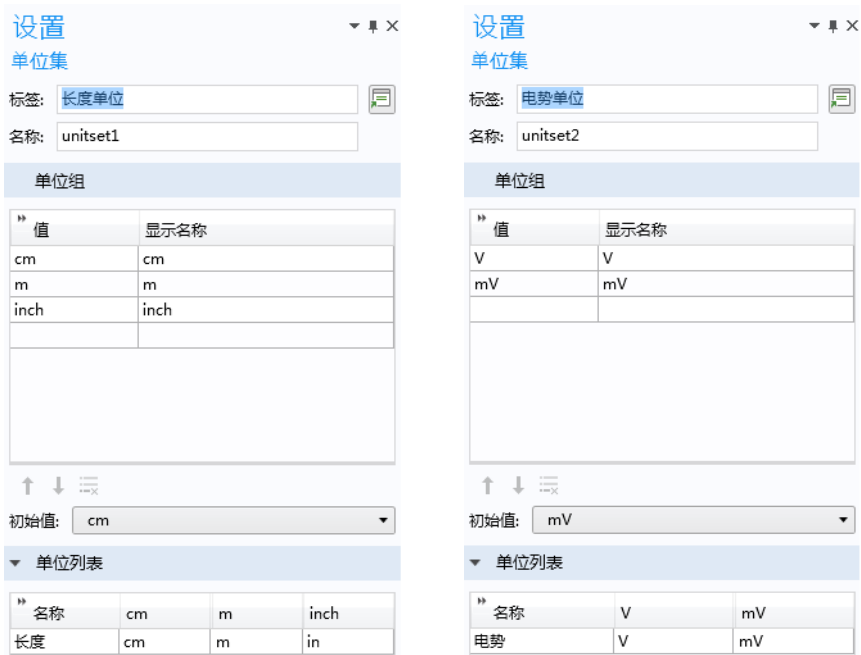 设置
单位集
标签: 长度单位
名称: unitset1
单位组
值 显示名称
cm cm
m m
inch inch
初始值: cm
单位列表
名称 cm m inch
长度 cm m in
设置
单位集
标签: 电势单位
名称: unitset2
单位组
值 显示名称
V V
mV mV
初始值: mV
单位列表
名称 V mV
电势 V mV